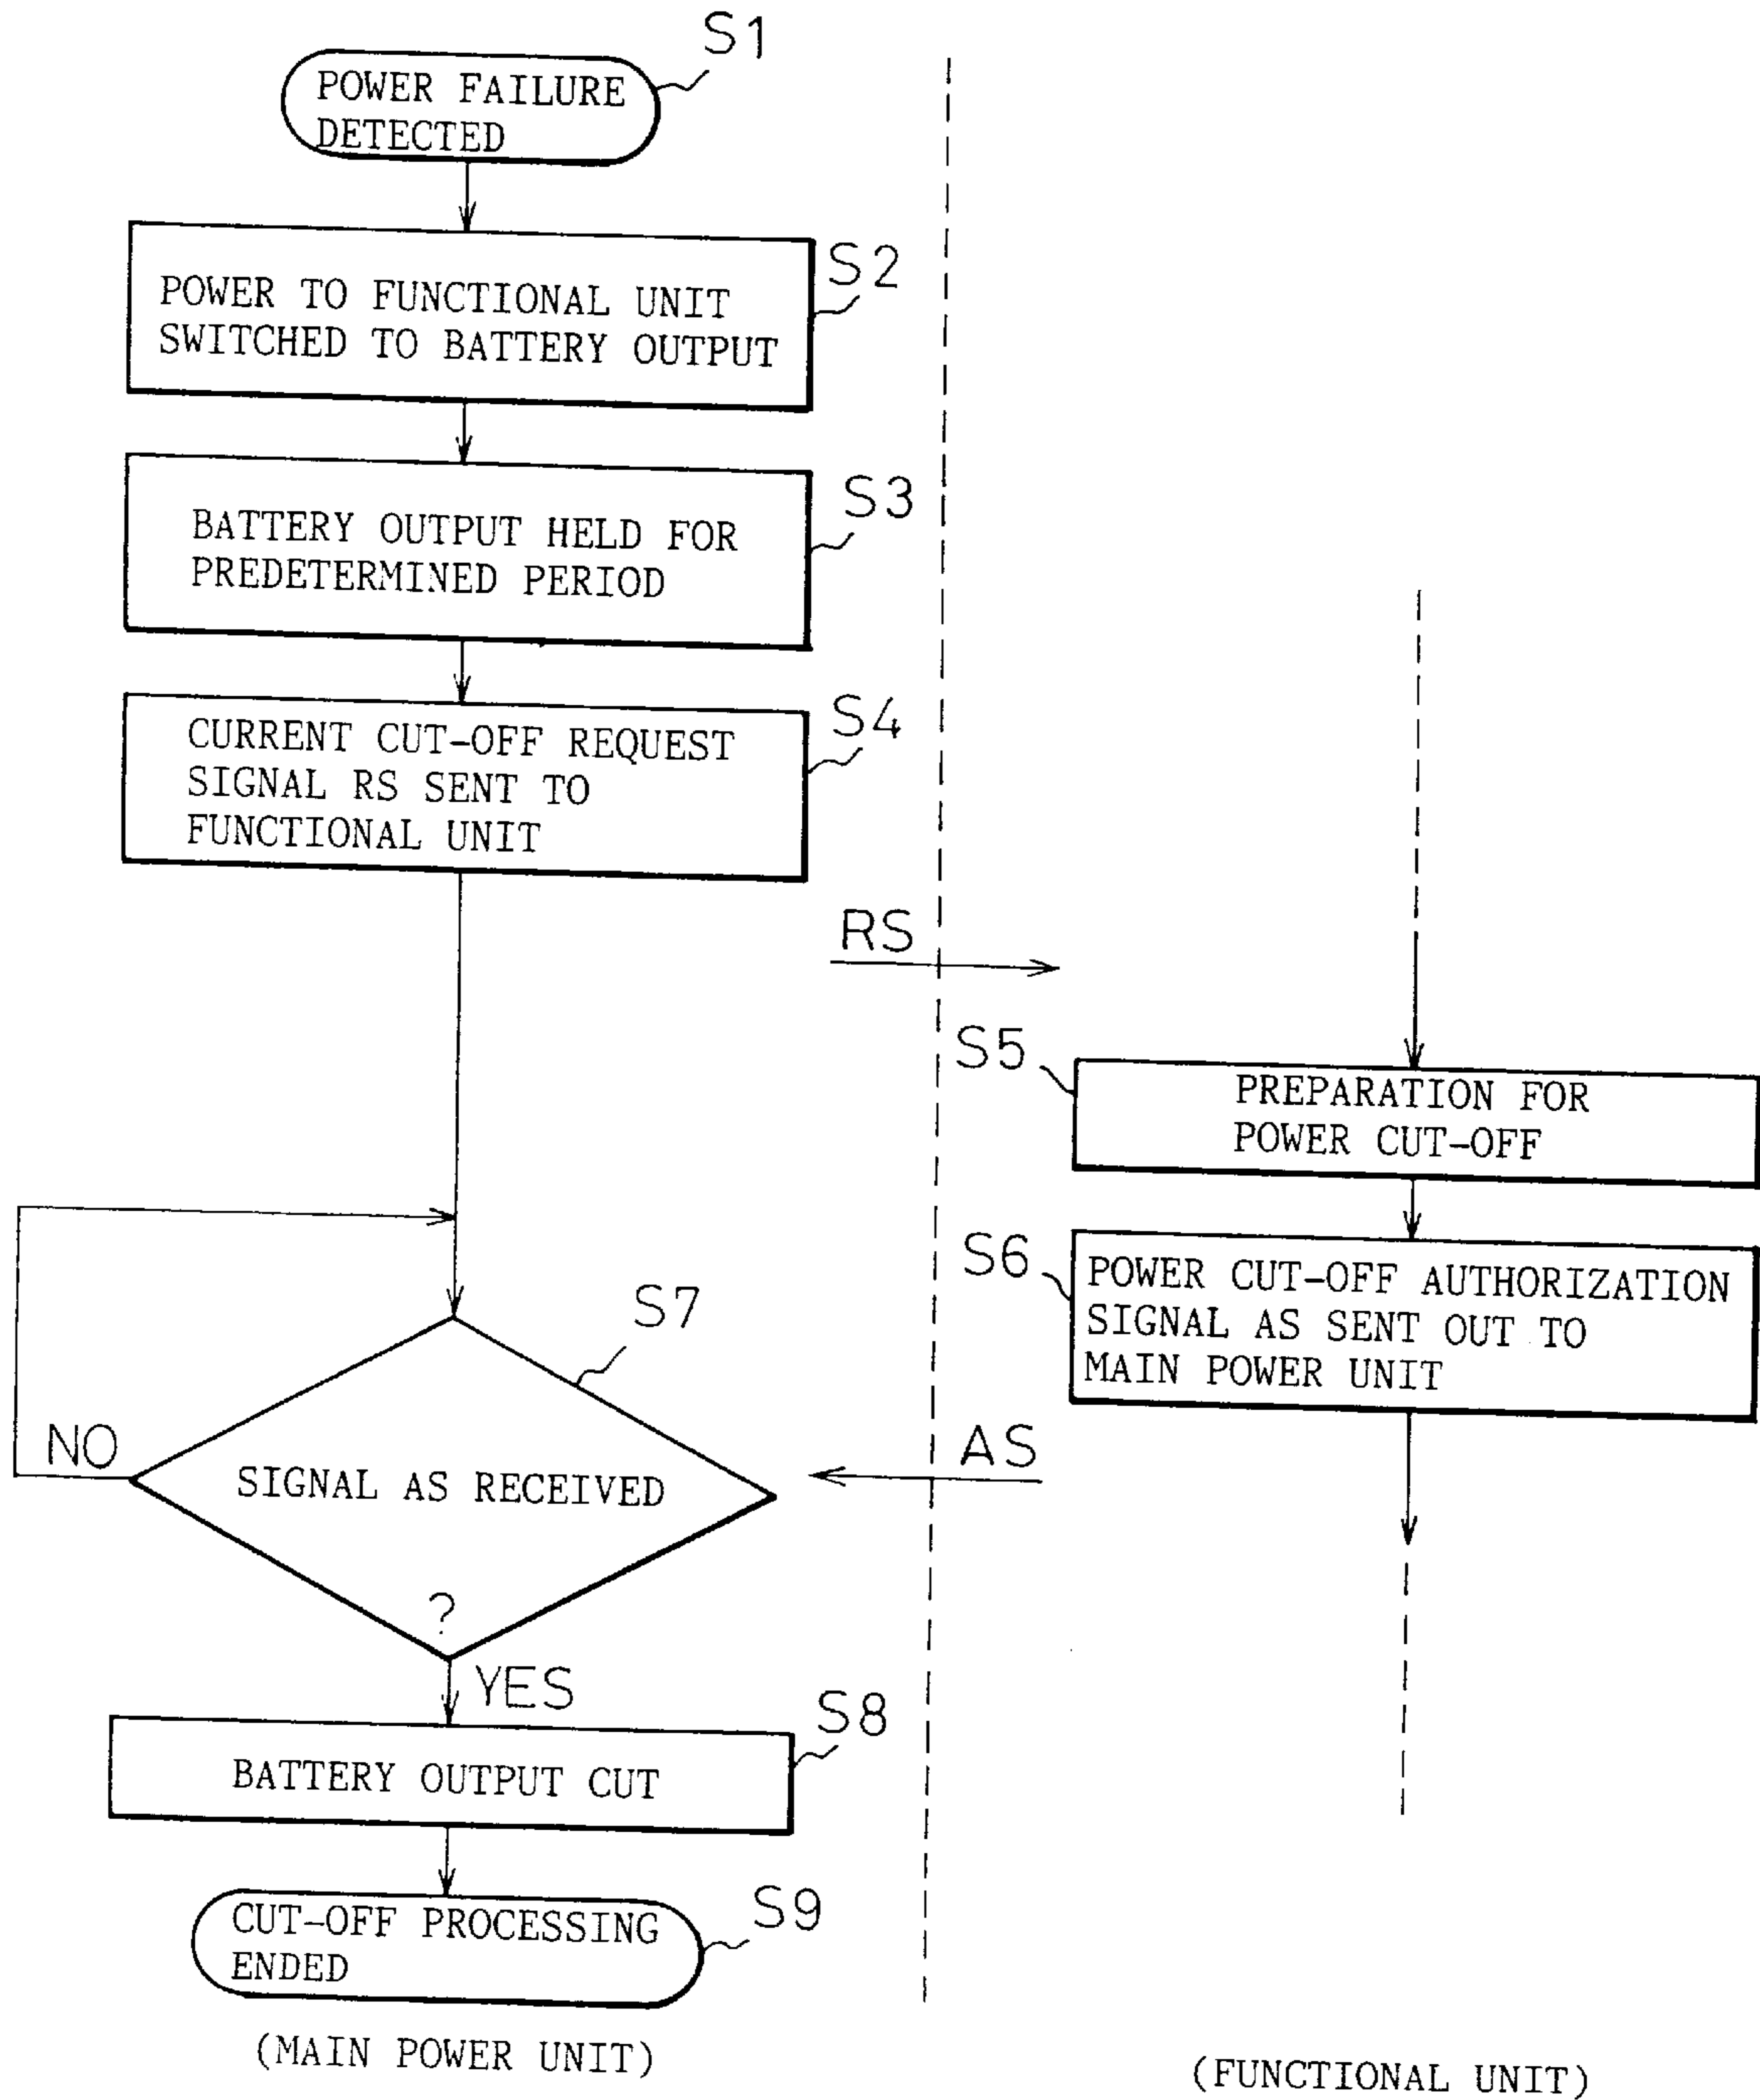 S1
POWER FAILURE
DETECTED
S2
POWER TO FUNCTIONAL UNIT
SWITCHED TO BATTERY OUTPUT
S3
BATTERY OUTPUT HELD FOR
PREDETERMINED PERIOD
S4
CURRENT CUT-OFF REQUEST
SIGNAL RS SENT TO
FUNCTIONAL UNIT
RS
S5
PREPARATION FOR
POWER CUT-OFF
S6
POWER CUT-OFF AUTHORIZATION
SIGNAL AS SENT OUT TO
MAIN POWER UNIT
S7
NO
SIGNAL AS RECEIVED
?
AS
YES
S8
BATTERY OUTPUT CUT
S9
CUT-OFF PROCESSING
ENDED
(MAIN POWER UNIT)
(FUNCTIONAL UNIT)